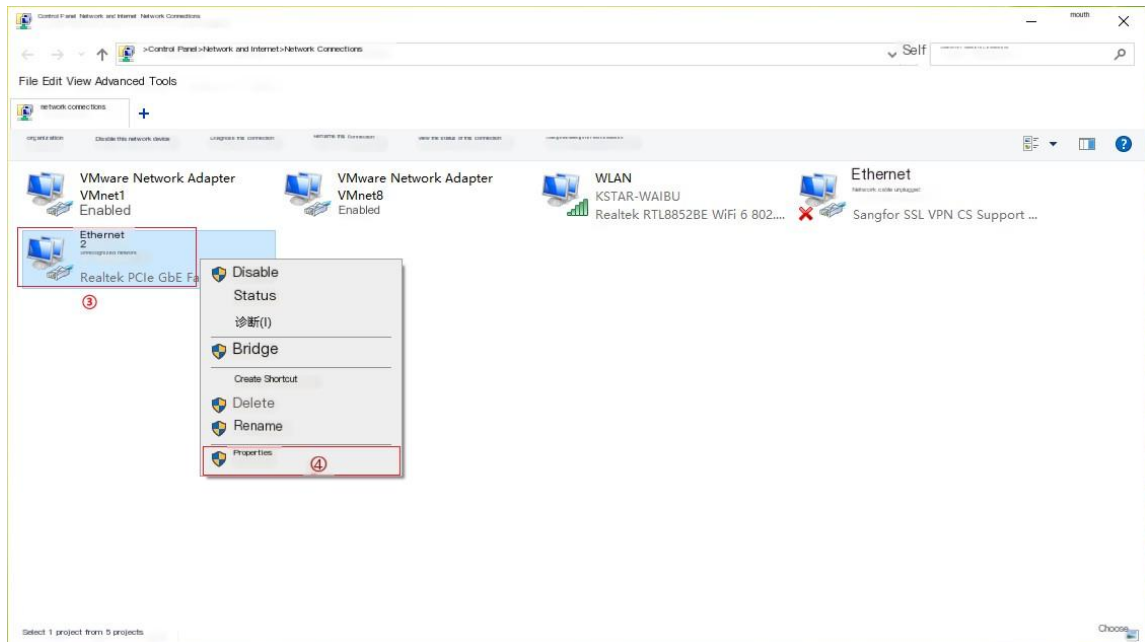 Control Panel Network and Internet Network Connections
mouth
>Control Panel>Network and Internet>Network Connections
Self
File Edit View Advanced Tools
network connections
+
organization
Disable this network device
Diagnose this connection
Rename this connection
View the status of this connection
VMware Network Adapter
VMnet1
Enabled
VMware Network Adapter
VMnet8
Enabled
WLAN
KSTAR-WAIBU
Realtek RTL8852BE WiFi 6 802....
Ethernet
Network cable unplugged
Sangfor SSL VPN CS Support ...
Ethernet
2
Unrecognized network
Realtek PCIe GbE Fa
③
Disable
Status
诊断(I)
Bridge
Create Shortcut
Delete
Rename
Properties
④
Select 1 project from 5 projects
Choose